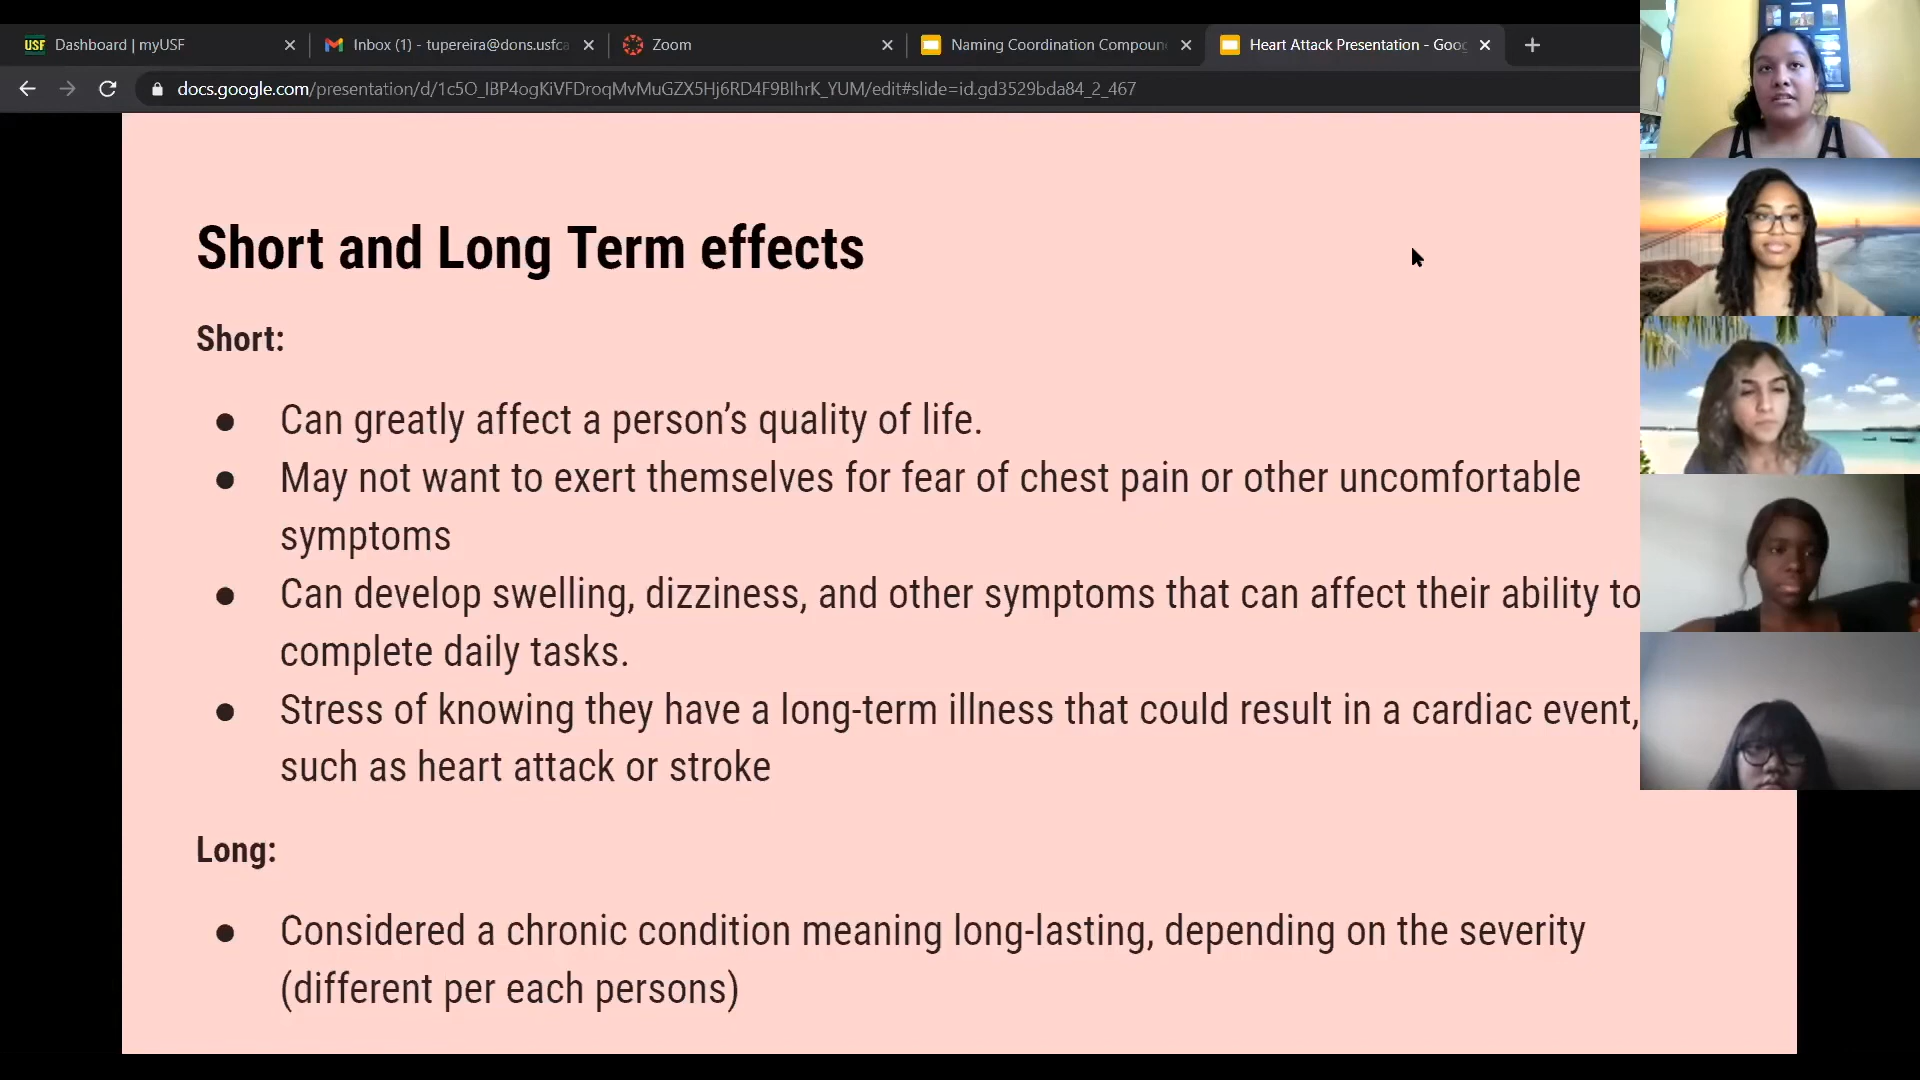 USF Dashboard | myUSF
Inbox (1) - tupereira@dons.usfca
Zoom
Naming Coordination Compoun
Heart Attack Presentation - Goog
docs.google.com/presentation/d/1c5O_IBP4ogKiVFDroqMvMuGZX5Hj6RD4F9BIhrK_YUM/edit#slide=id.gd3529bda84_2_467
Short and Long Term effects
Short:
● Can greatly affect a person’s quality of life.
● May not want to exert themselves for fear of chest pain or other uncomfortable
symptoms
● Can develop swelling, dizziness, and other symptoms that can affect their ability to
complete daily tasks.
● Stress of knowing they have a long-term illness that could result in a cardiac event,
such as heart attack or stroke
Long:
● Considered a chronic condition meaning long-lasting, depending on the severity
(different per each persons)